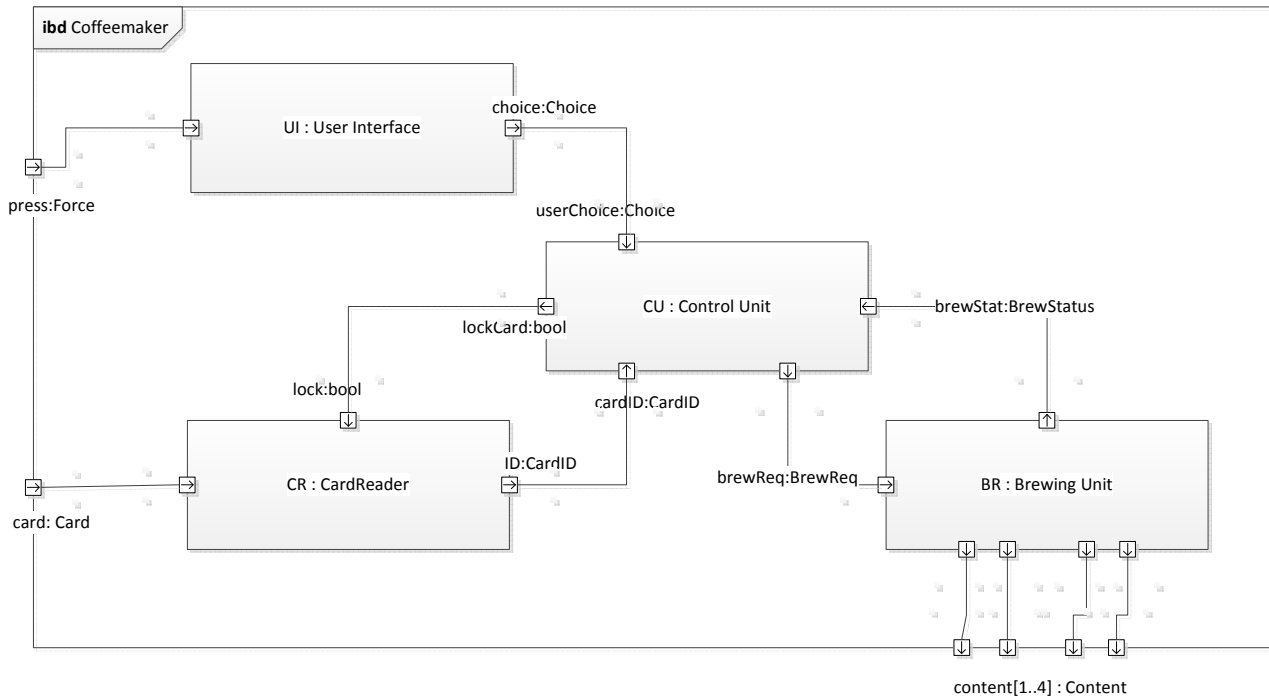 ibd Coffeemaker
choice:Choice
UI : User Interface
press:Force
userChoice:Choice
CU : Control Unit
brewStat:BrewStatus
lockCard:bool
lock:bool
cardID:CardID
ID:CardID
CR : CardReader
brewReq:BrewReq
BR : Brewing Unit
card: Card
content[1..4] : Content